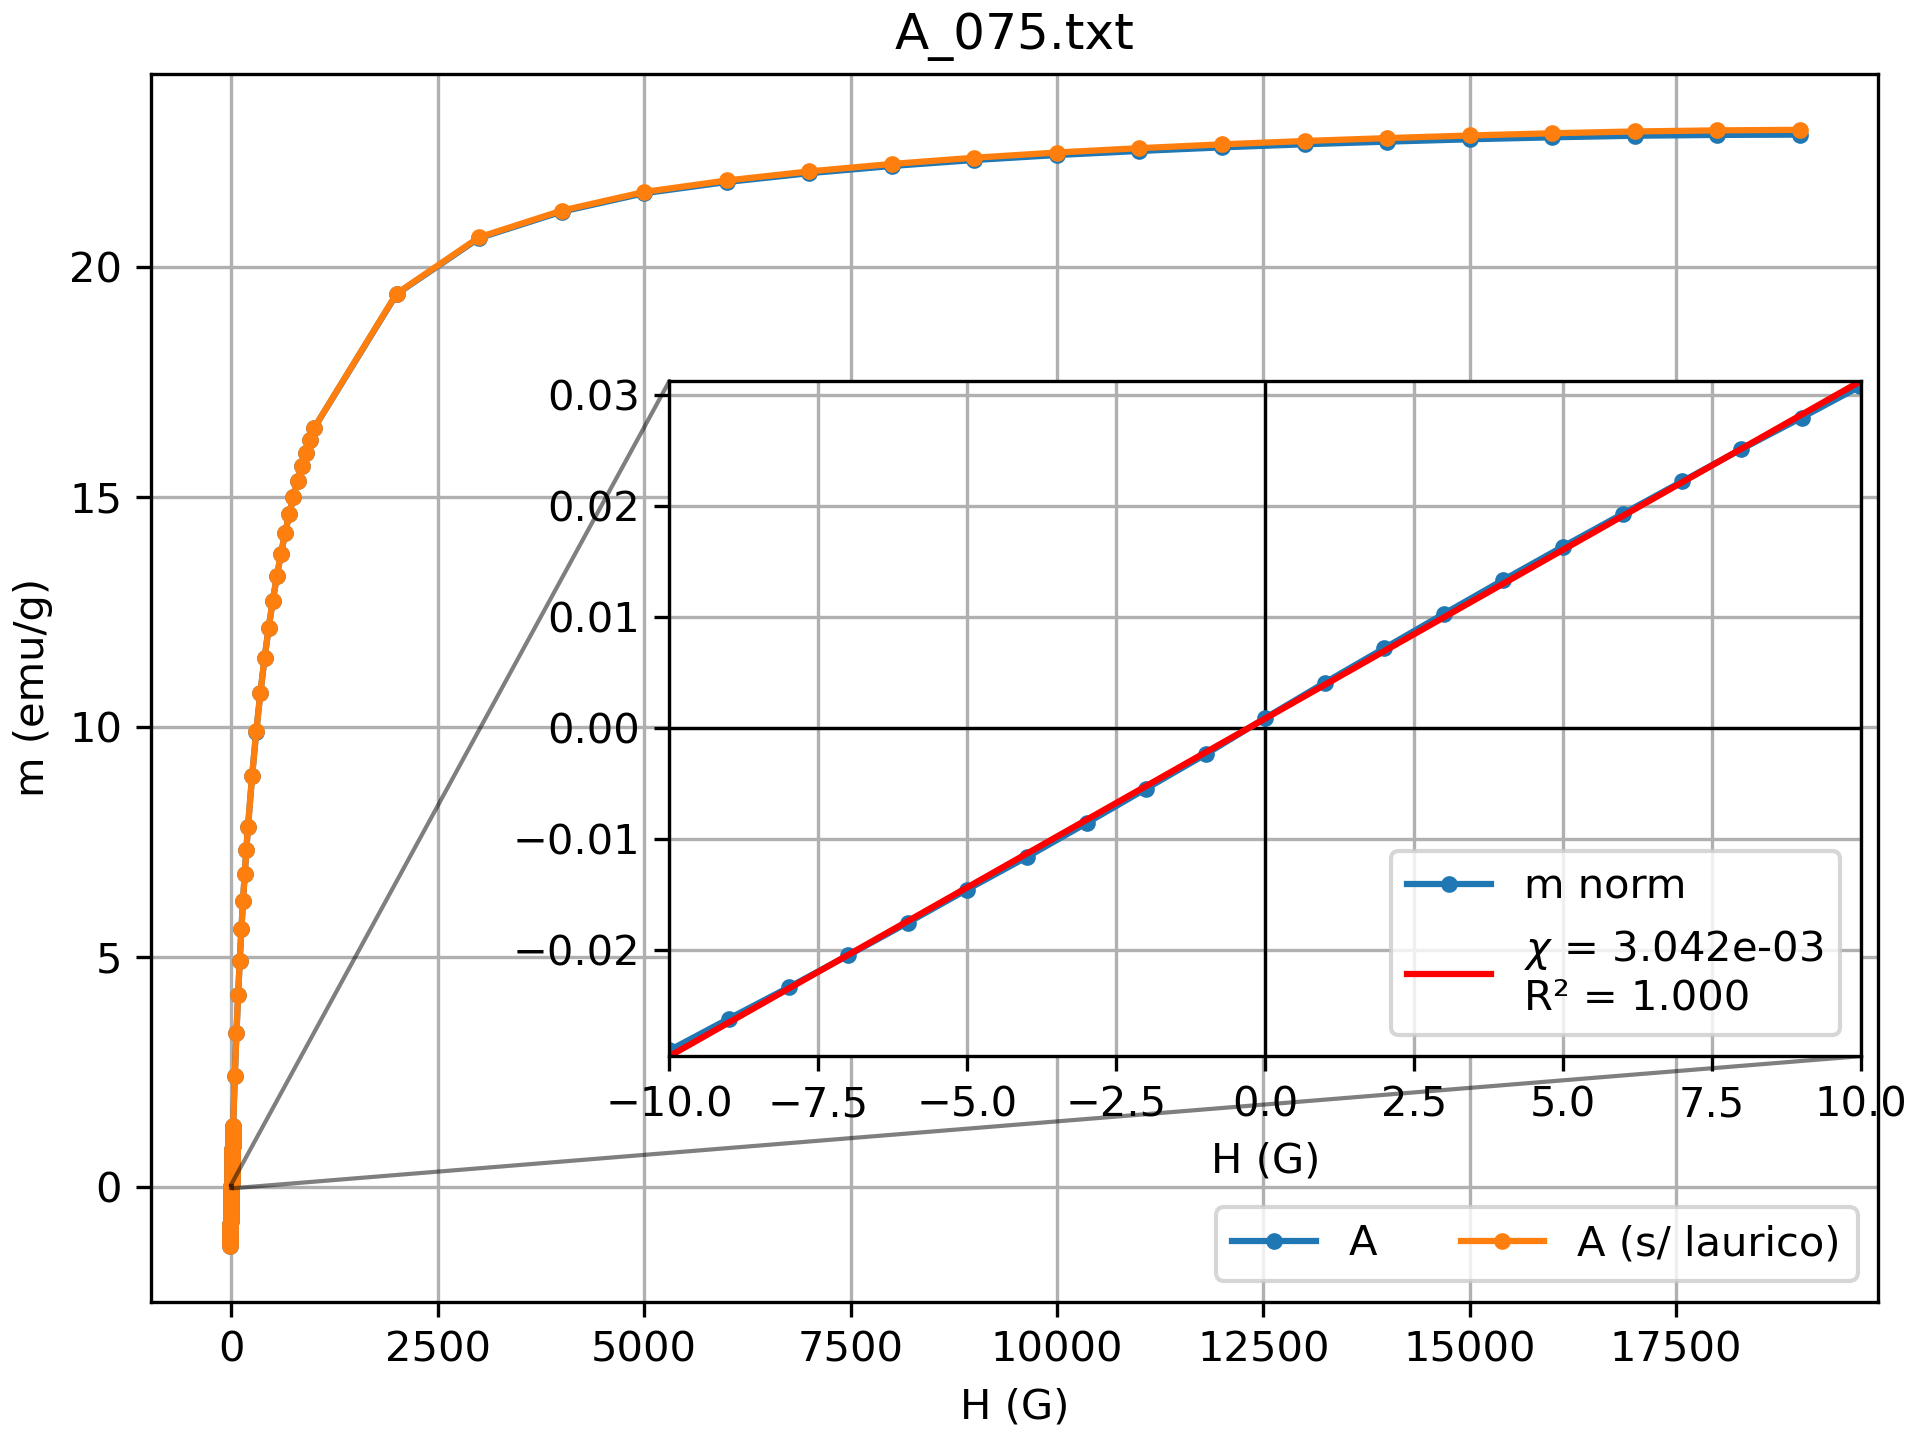 A_075.txt
m (emu/g)
20
15
10
5
0
0.03
0.02
0.01
0.00
−0.01
−0.02
m norm
χ = 3.042e-03
R² = 1.000
−10.0 −7.5 −5.0 −2.5 0.0 2.5 5.0 7.5 10.0
H (G)
A A (s/ laurico)
0 2500 5000 7500 10000 12500 15000 17500
H (G)